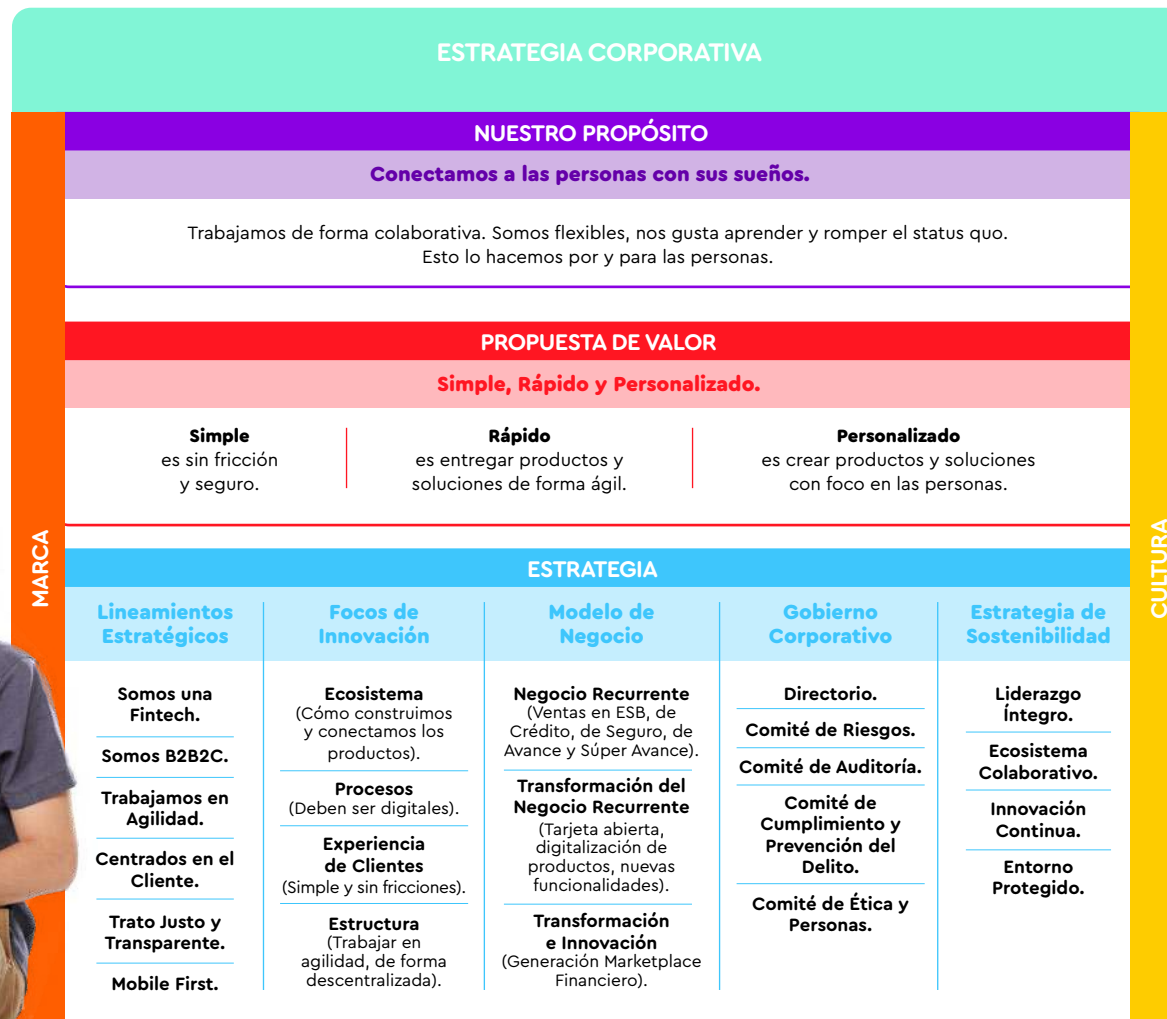 ESTRATEGIA CORPORATIVA
NUESTRO PROPÓSITO
Conectamos a las personas con sus sueños.
Trabajamos de forma colaborativa. Somos flexibles, nos gusta aprender y romper el status quo.
Esto lo hacemos por y para las personas.
PROPUESTA DE VALOR
Simple, Rápido y Personalizado.
Simple
es sin fricción
y seguro.
Rápido
es entregar productos y
soluciones de forma ágil.
Personalizado
es crear productos y soluciones
con foco en las personas.
MARCA
CULTURA
ESTRATEGIA
Lineamientos
Estratégicos
Somos una
Fintech.
Somos B2B2C.
Trabajamos en
Agilidad.
Centrados en el
Cliente.
Trato Justo y
Transparente.
Mobile First.
Focos de
Innovación
Ecosistema
(Cómo construimos
y conectamos los
productos).
Procesos
(Deben ser digitales).
Experiencia
de Clientes
(Simple y sin fricciones).
Estructura
(Trabajar en
agilidad, de forma
descentralizada).
Modelo de
Negocio
Negocio Recurrente
(Ventas en ESB, de
Crédito, de Seguro, de
Avance y Súper Avance).
Transformación del
Negocio Recurrente
(Tarjeta abierta,
digitalización de
productos, nuevas
funcionalidades).
Transformación
e Innovación
(Generación Marketplace
Financiero).
Gobierno
Corporativo
Directorio.
Comité de Riesgos.
Comité de Auditoría.
Comité de
Cumplimiento y
Prevención del
Delito.
Comité de Ética y
Personas.
Estrategia de
Sostenibilidad
Liderazgo
Íntegro.
Ecosistema
Colaborativo.
Innovación
Continua.
Entorno
Protegido.